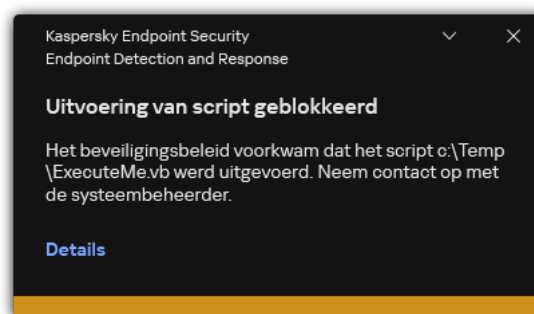 Kaspersky Endpoint Security
Endpoint Detection and Response
Uitvoering van script geblokkeerd
Het beveiligingsbeleid voorkwam dat het script c:\Temp
\ExecuteMe.vb werd uitgevoerd. Neem contact op met
de systeembeheerder.
Details